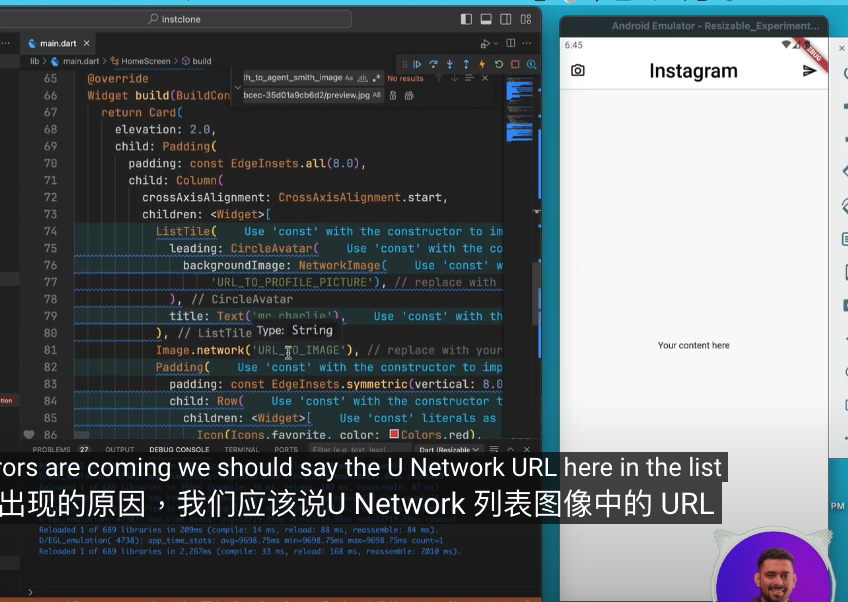 instclone
main.dart
lib > main.dart > HomeScreen > build
th_to_agent_smith_image Aa ab .* No results
bcec-35d01a9cb6d2/preview.jpg AB
65 @override
66 Widget build(BuildCon
67 return Card(
68 elevation: 2.0,
69 child: Padding(
70 padding: const EdgeInsets.all(8.0),
71 child: Column(
72 crossAxisAlignment: CrossAxisAlignment.start,
73 children: <Widget>[
74 ListTile( Use 'const' with the constructor to im
75 leading: CircleAvatar( Use 'const' with the co
76 backgroundImage: NetworkImage( Use 'const' w
77 'URL_TO_PROFILE_PICTURE'), // replace with
78 ), // CircleAvatar
79 title: Text('mr_charlie'), Use 'const' with th
80 ), // ListTile
Type: String
81 Image.network('URL_TO_IMAGE'), // replace with your
82 Padding( Use 'const' with the constructor to imp
83 padding: const EdgeInsets.symmetric(vertical: 8.0
84 child: Row( Use 'const' with the constructor t
85 children: <Widget>[ Use 'const' literals as
86 Icon(Icons.favorite, color: Colors.red),
tion
PROBLEMS 27 OUTPUT DEBUG CONSOLE TERMINAL PORTS Filter (e.g. text, !excl... Dart (Resizable
rors are coming we should say the U Network URL here in the list
出现的原因，我们应该说U Network 列表图像中的 URL
Reloaded 1 of 689 libraries in 209ms (compile: 14 ms, reload: 88 ms, reassemble: 84 ms).
D/EGL_emulation( 4738): app_time_stats: avg=9698.75ms min=9698.75ms max=9698.75ms count=1
Reloaded 1 of 689 libraries in 2,267ms (compile: 33 ms, reload: 168 ms, reassemble: 2010 ms).
Android Emulator - Resizable_Experiment...
6:45
DEBUG
Instagram
Your content here
PM